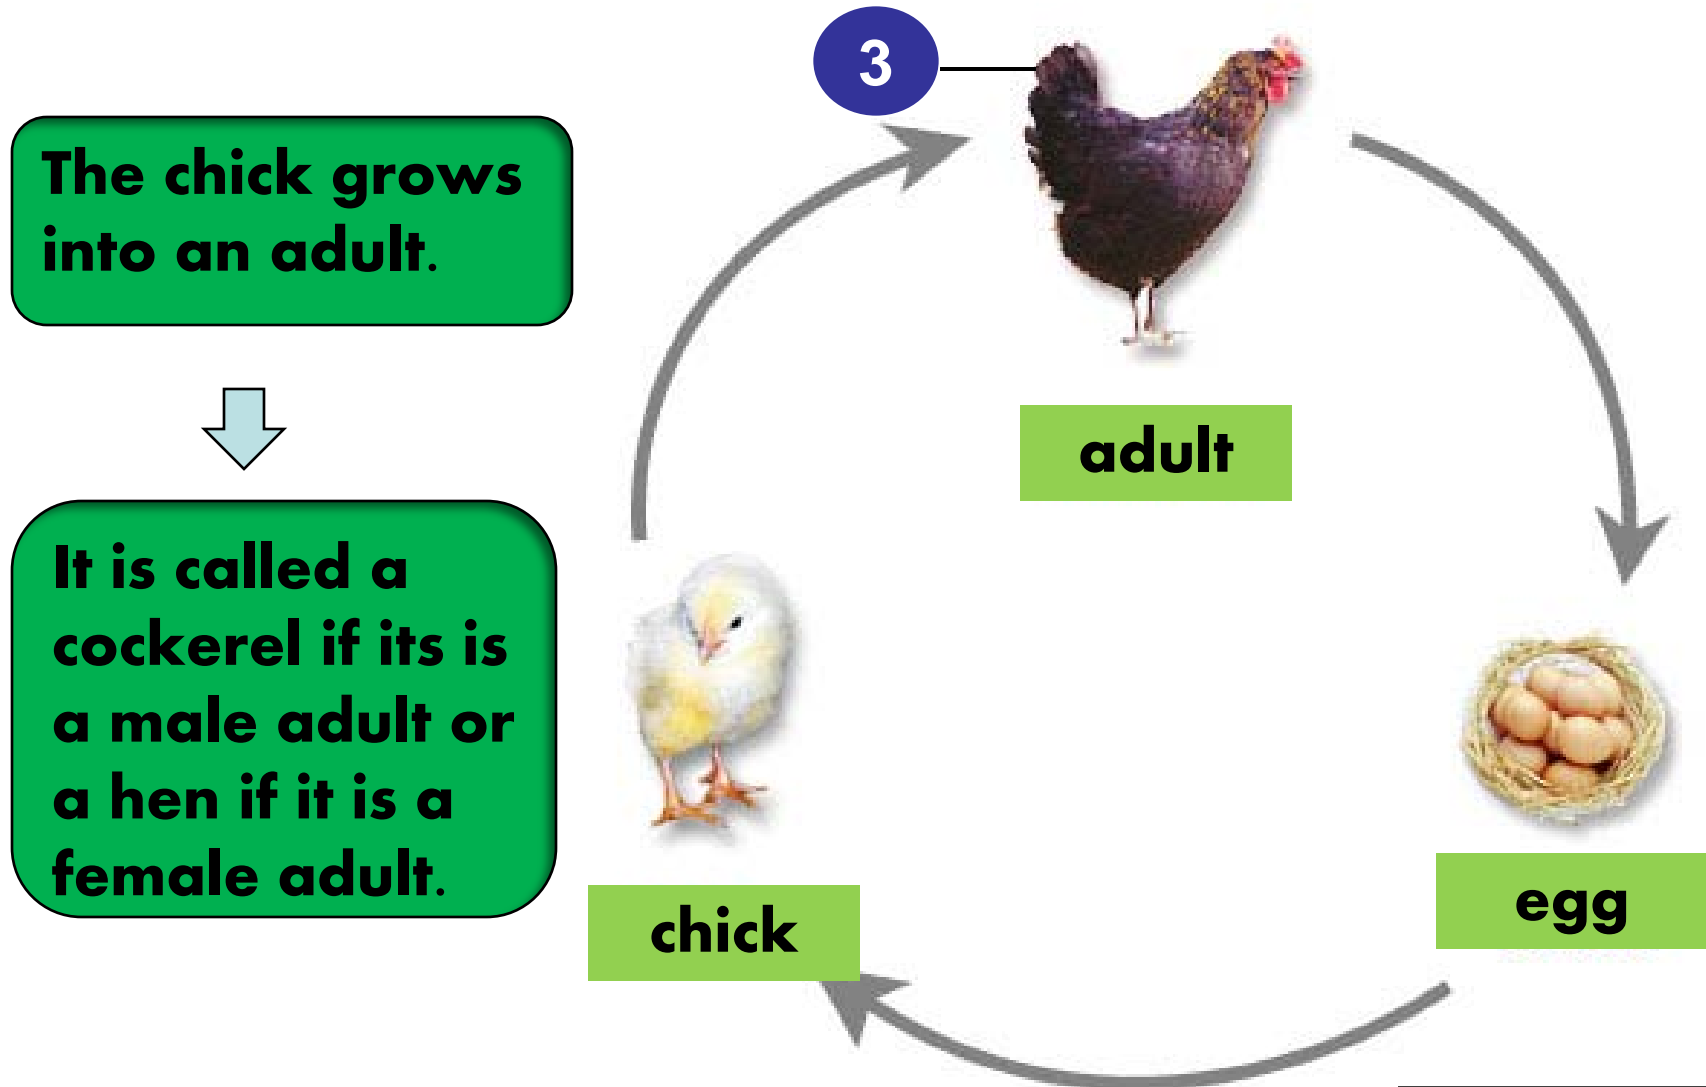 3
The chick grows
into an adult.
It is called a
cockerel if its is
a male adult or
a hen if it is a
female adult.
adult
chick
egg